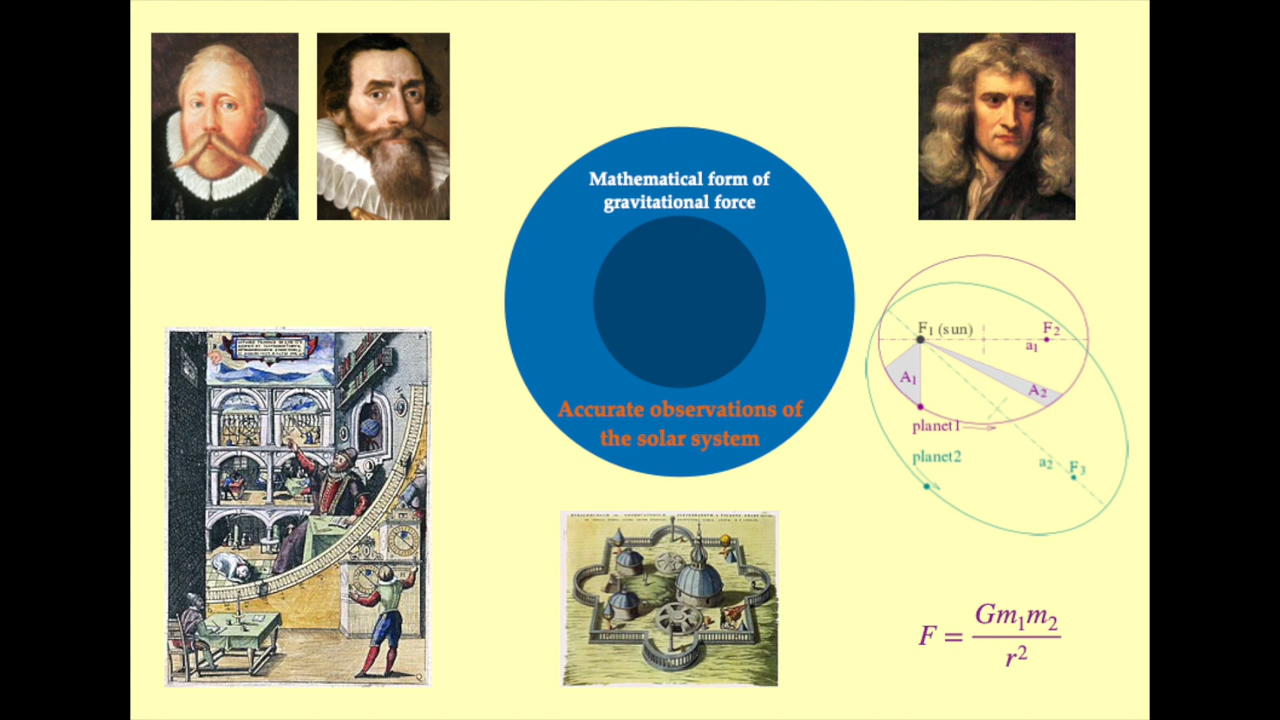 Mathematical form of
gravitational force
Accurate observations of
the solar system
F₁ (sun)
F₂
a₁
A₁
A₂
planet1
planet2
a₂
F₃
F = Gm₁m₂ / r²